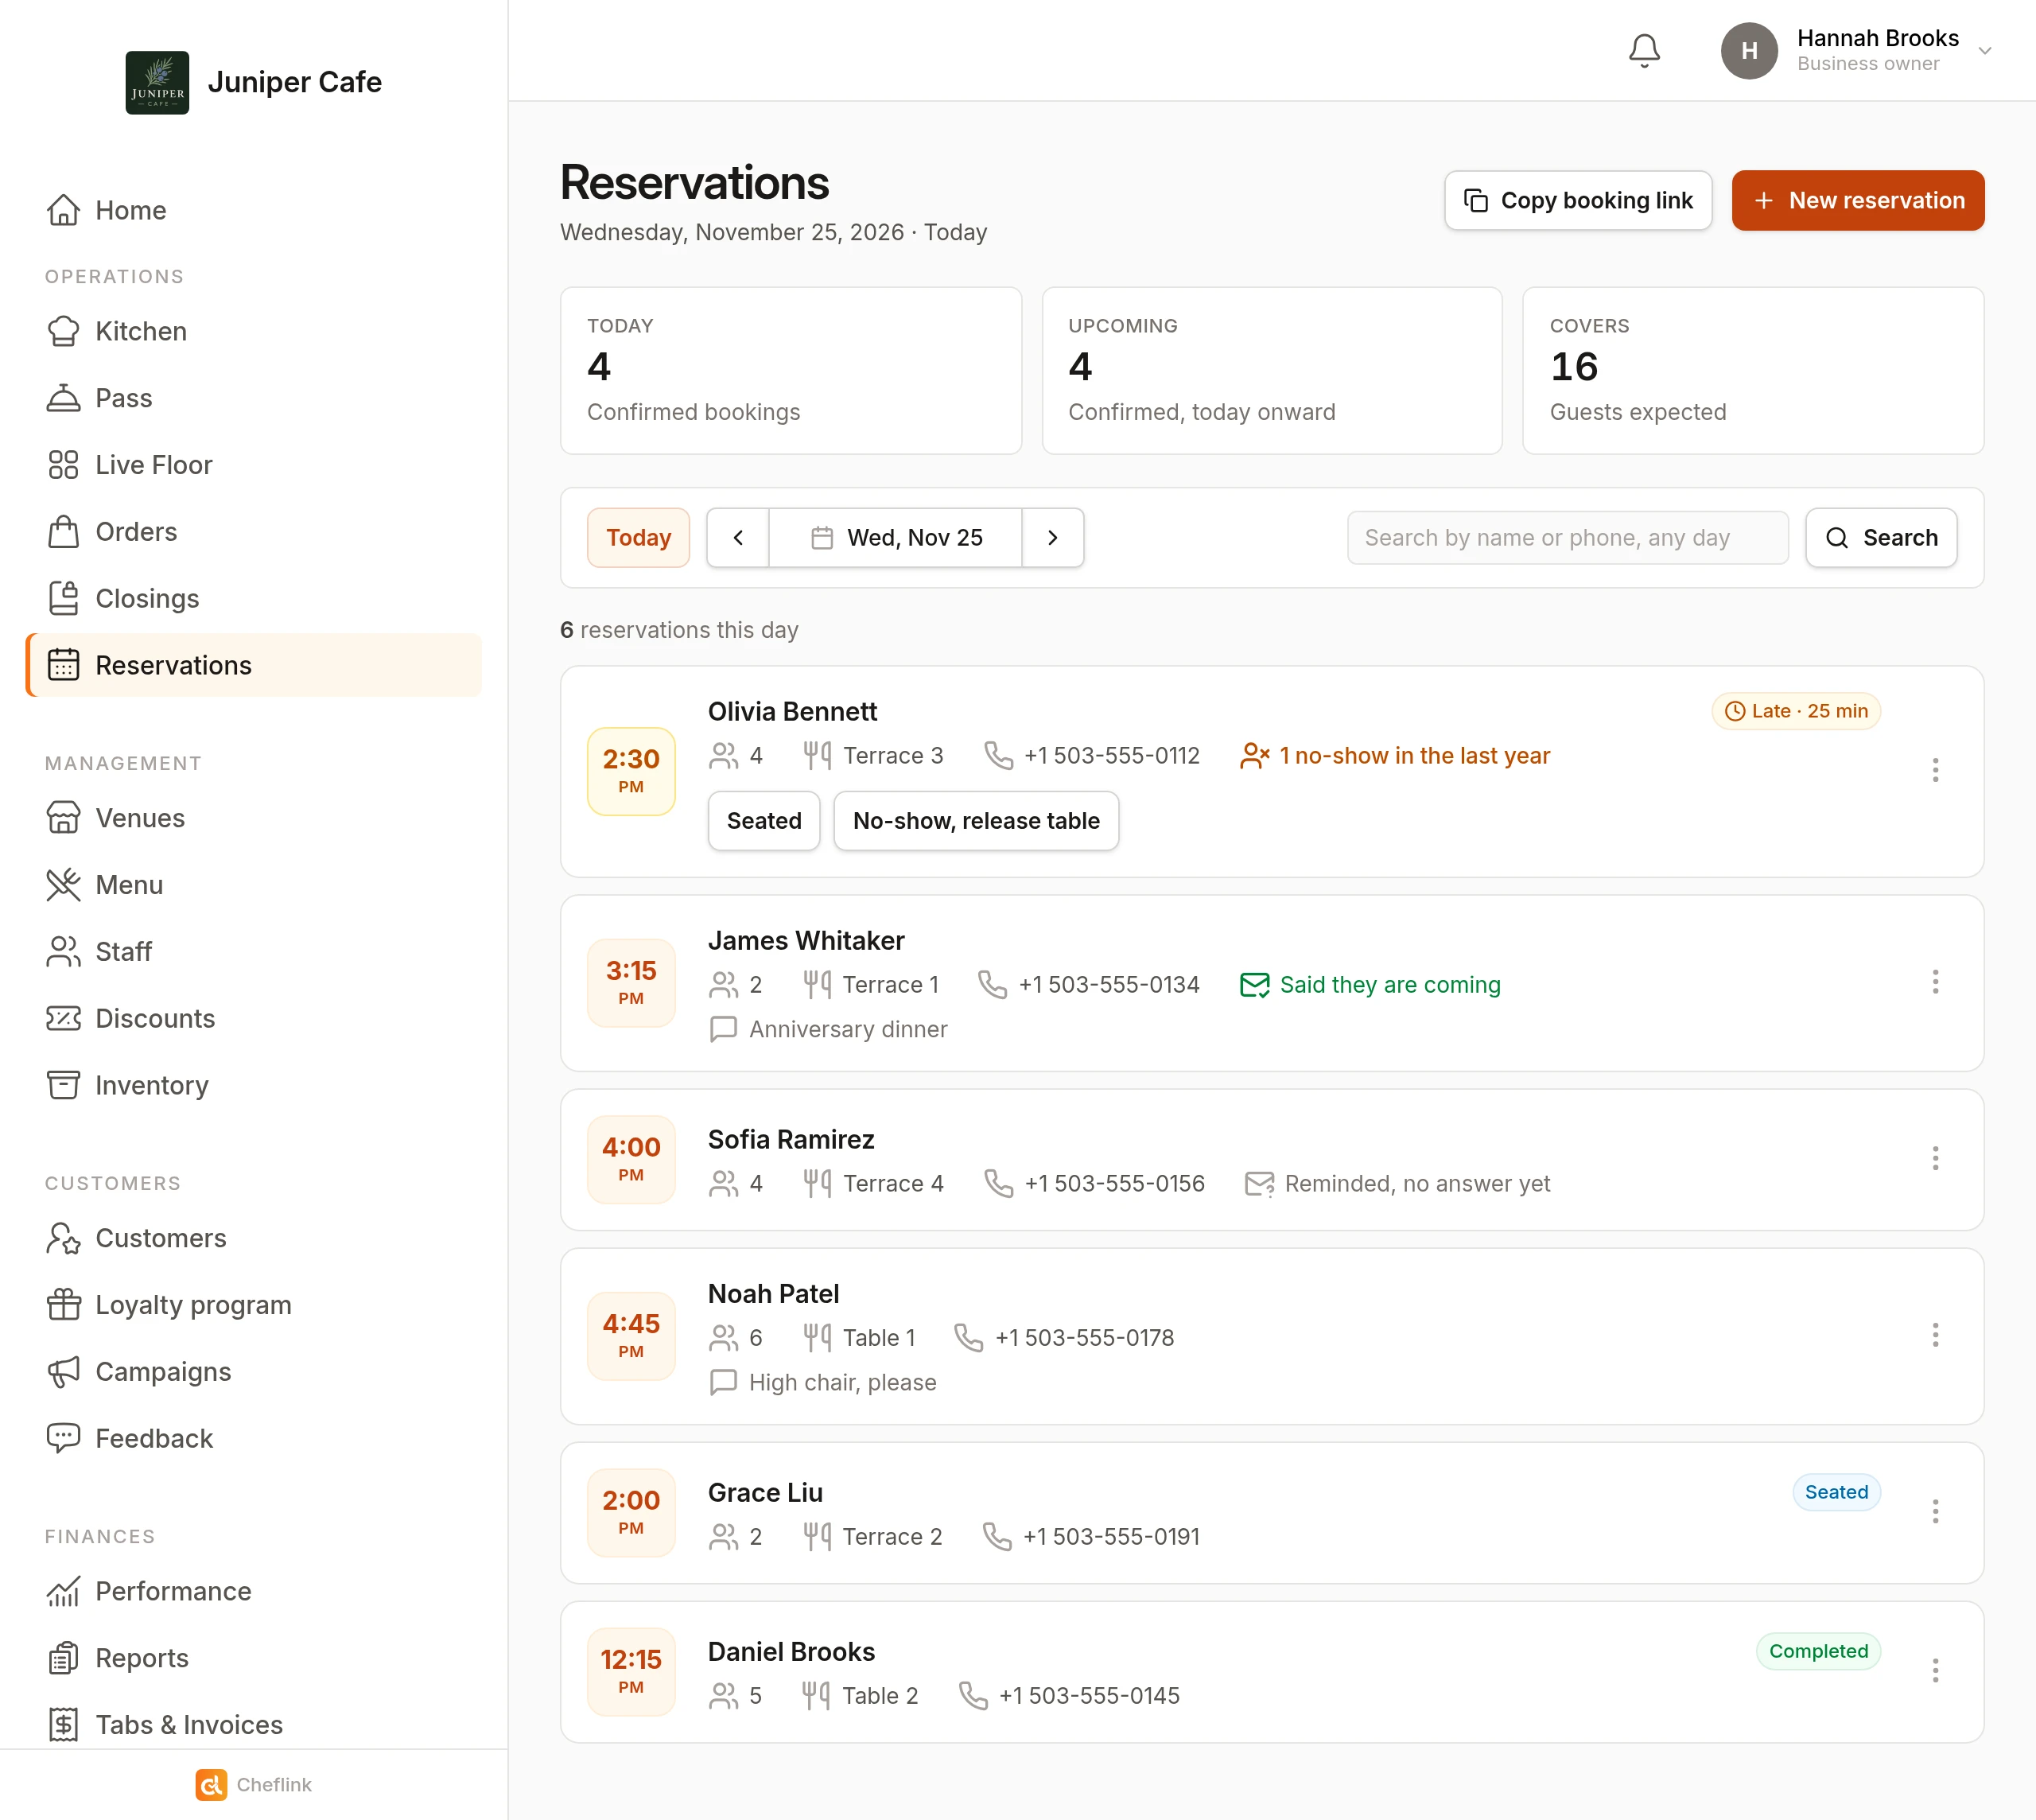 JUNIPER
CAFE
Juniper Cafe
Home
OPERATIONS
Kitchen
Pass
Live Floor
Orders
Closings
Reservations
MANAGEMENT
Venues
Menu
Staff
Discounts
Inventory
CUSTOMERS
Customers
Loyalty program
Campaigns
Feedback
FINANCES
Performance
Reports
Tabs & Invoices
Cheflink
H
Hannah Brooks
Business owner
Reservations
Wednesday, November 25, 2026 · Today
Copy booking link
New reservation
TODAY
4
Confirmed bookings
UPCOMING
4
Confirmed, today onward
COVERS
16
Guests expected
Today
Wed, Nov 25
Search by name or phone, any day
Search
6 reservations this day
2:30
PM
Olivia Bennett
Late · 25 min
4 Terrace 3 +1 503-555-0112 1 no-show in the last year
Seated
No-show, release table
3:15
PM
James Whitaker
2 Terrace 1 +1 503-555-0134 Said they are coming
Anniversary dinner
4:00
PM
Sofia Ramirez
4 Terrace 4 +1 503-555-0156 Reminded, no answer yet
4:45
PM
Noah Patel
6 Table 1 +1 503-555-0178
High chair, please
2:00
PM
Grace Liu
Seated
2 Terrace 2 +1 503-555-0191
12:15
PM
Daniel Brooks
Completed
5 Table 2 +1 503-555-0145